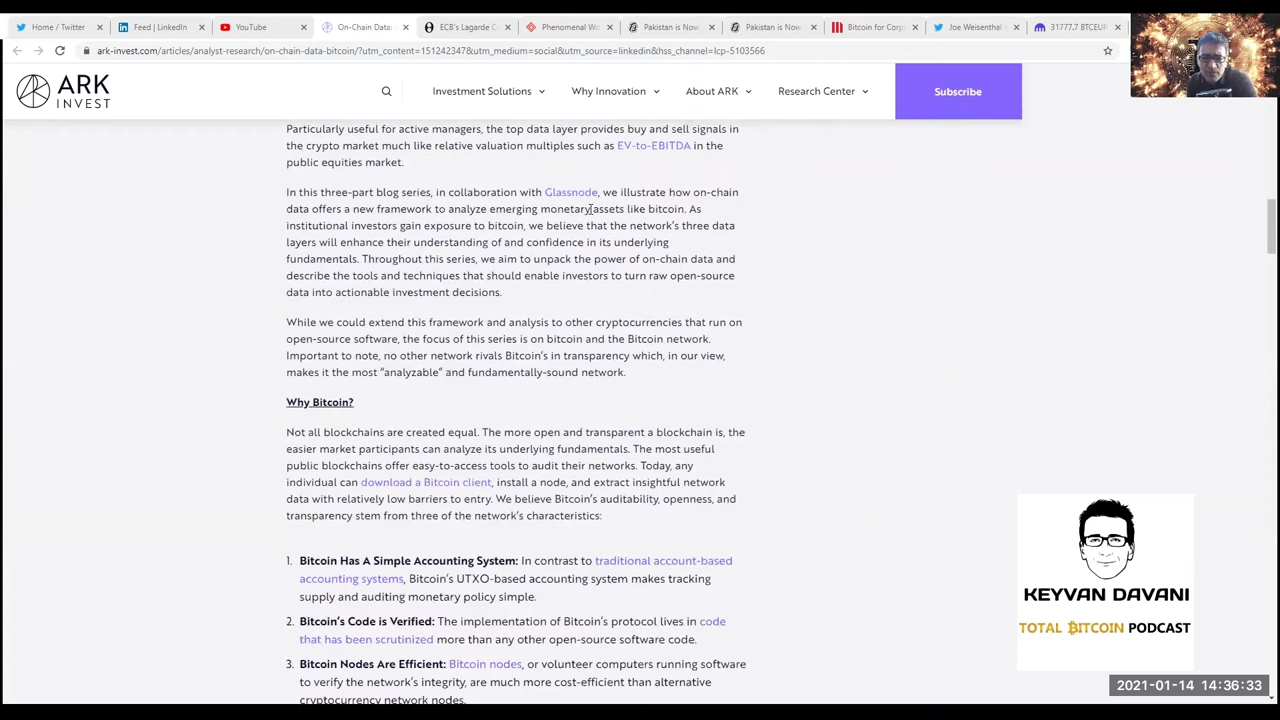 Home / Twitter
Feed | LinkedIn
YouTube
On-Chain Data:
ECB's Lagarde C
Phenomenal Wo
Pakistan is Now
Pakistan is Now
Bitcoin for Corp
Joe Weisenthal
31777.7 BTCEUR
ark-invest.com/articles/analyst-research/on-chain-data-bitcoin/?utm_content=151242347&utm_medium=social&utm_source=linkedin&hss_channel=lcp-5103566
ARK
INVEST
Investment Solutions
Why Innovation
About ARK
Research Center
Subscribe
Particularly useful for active managers, the top data layer provides buy and sell signals in
the crypto market much like relative valuation multiples such as EV-to-EBITDA in the
public equities market.
In this three-part blog series, in collaboration with Glassnode, we illustrate how on-chain
data offers a new framework to analyze emerging monetary assets like bitcoin. As
institutional investors gain exposure to bitcoin, we believe that the network's three data
layers will enhance their understanding of and confidence in its underlying
fundamentals. Throughout this series, we aim to unpack the power of on-chain data and
describe the tools and techniques that should enable investors to turn raw open-source
data into actionable investment decisions.
While we could extend this framework and analysis to other cryptocurrencies that run on
open-source software, the focus of this series is on bitcoin and the Bitcoin network.
Important to note, no other network rivals Bitcoin's in transparency which, in our view,
makes it the most “analyzable” and fundamentally-sound network.
Why Bitcoin?
Not all blockchains are created equal. The more open and transparent a blockchain is, the
easier market participants can analyze its underlying fundamentals. The most useful
public blockchains offer easy-to-access tools to audit their networks. Today, any
individual can download a Bitcoin client, install a node, and extract insightful network
data with relatively low barriers to entry. We believe Bitcoin's auditability, openness, and
transparency stem from three of the network's characteristics:
1. Bitcoin Has A Simple Accounting System: In contrast to traditional account-based
accounting systems, Bitcoin's UTXO-based accounting system makes tracking
supply and auditing monetary policy simple.
2. Bitcoin's Code is Verified: The implementation of Bitcoin's protocol lives in code
that has been scrutinized more than any other open-source software code.
3. Bitcoin Nodes Are Efficient: Bitcoin nodes, or volunteer computers running software
to verify the network's integrity, are much more cost-efficient than alternative
cryptocurrency network nodes.
KEYVAN DAVANI
TOTAL ₿ITCOIN PODCAST
2021-01-14 14:36:33